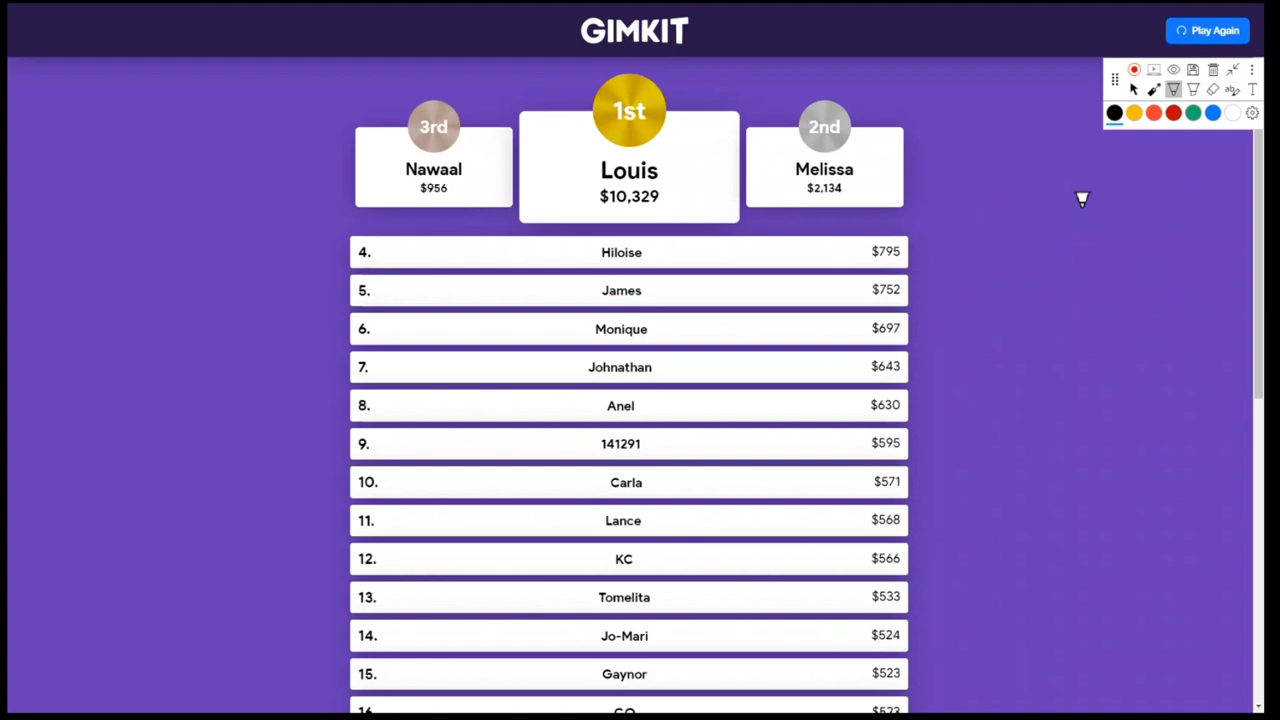 GIMKIT
Play Again
3rd
1st
2nd
Nawaal
$956
Louis
$10,329
Melissa
$2,134
4. Hiloise $795
5. James $752
6. Monique $697
7. Johnathan $643
8. Anel $630
9. 141291 $595
10. Carla $571
11. Lance $568
12. KC $566
13. Tomelita $533
14. Jo-Mari $524
15. Gaynor $523
16. $523